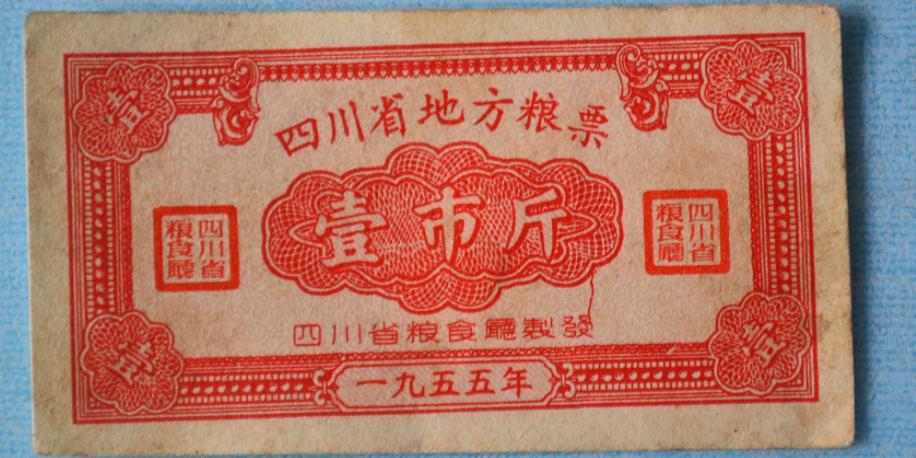 壹 壹
四川省地方粮票
壹市斤
四川省
粮食廳
四川省
粮食廳
四川省粮食廳製發
壹 壹
一九五五年